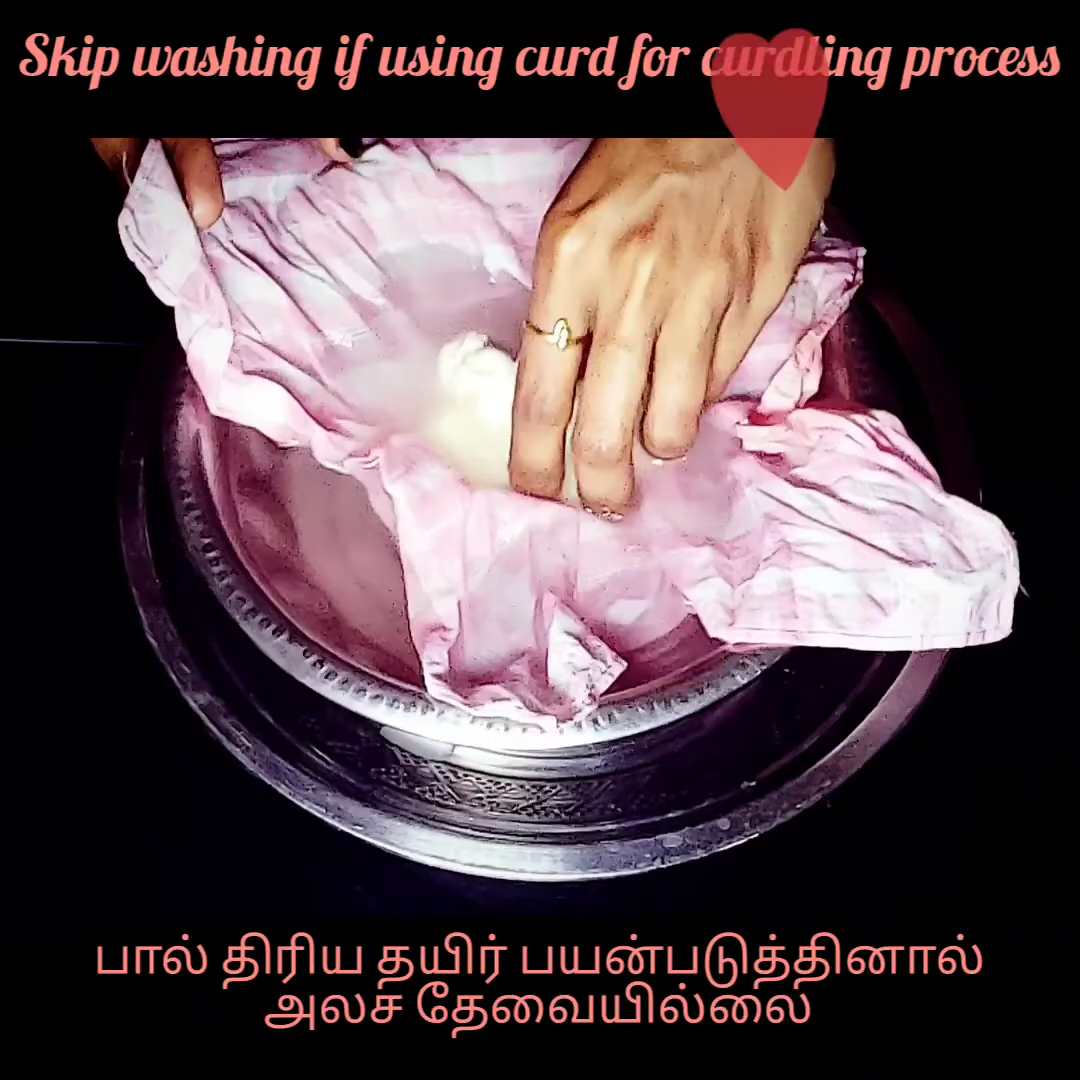 Skip washing if using curd for curdling process
பால் திரிய தயிர் பயன்படுத்தினால்
அலச தேவையில்லை